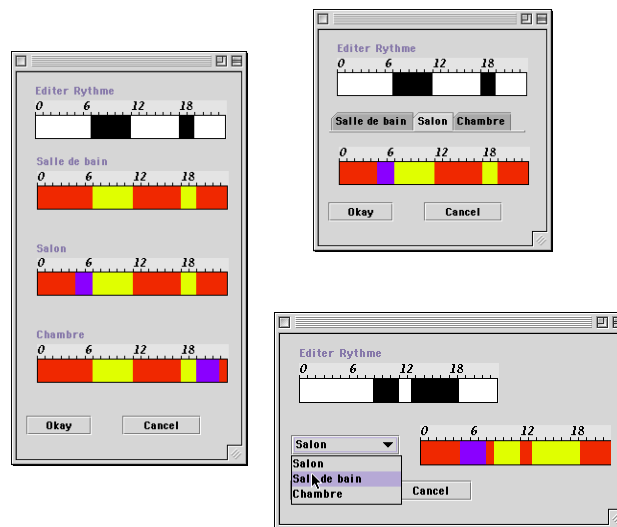 Editer Rythme
0 6 12 18
Salle de bain
0 6 12 18
Salon
0 6 12 18
Chambre
0 6 12 18
Okay Cancel
Editer Rythme
0 6 12 18
Salle de bain Salon Chambre
0 6 12 18
Okay Cancel
Editer Rythme
0 6 12 18
Salon
0 6 12 18
Salon
Salle de bain
Chambre
Cancel